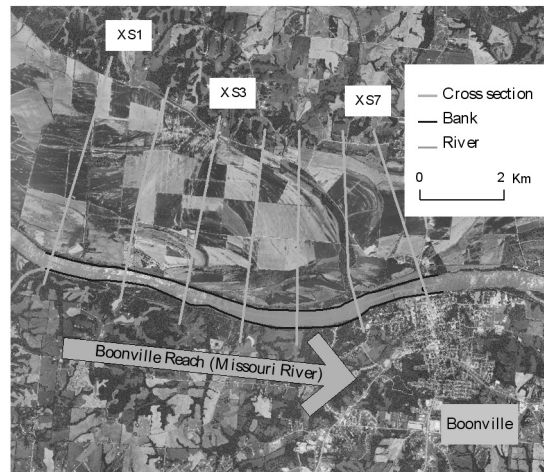 XS1
XS3
XS7
Cross section
Bank
River
0 2 Km
Boonville Reach (Missouri River)
Boonville